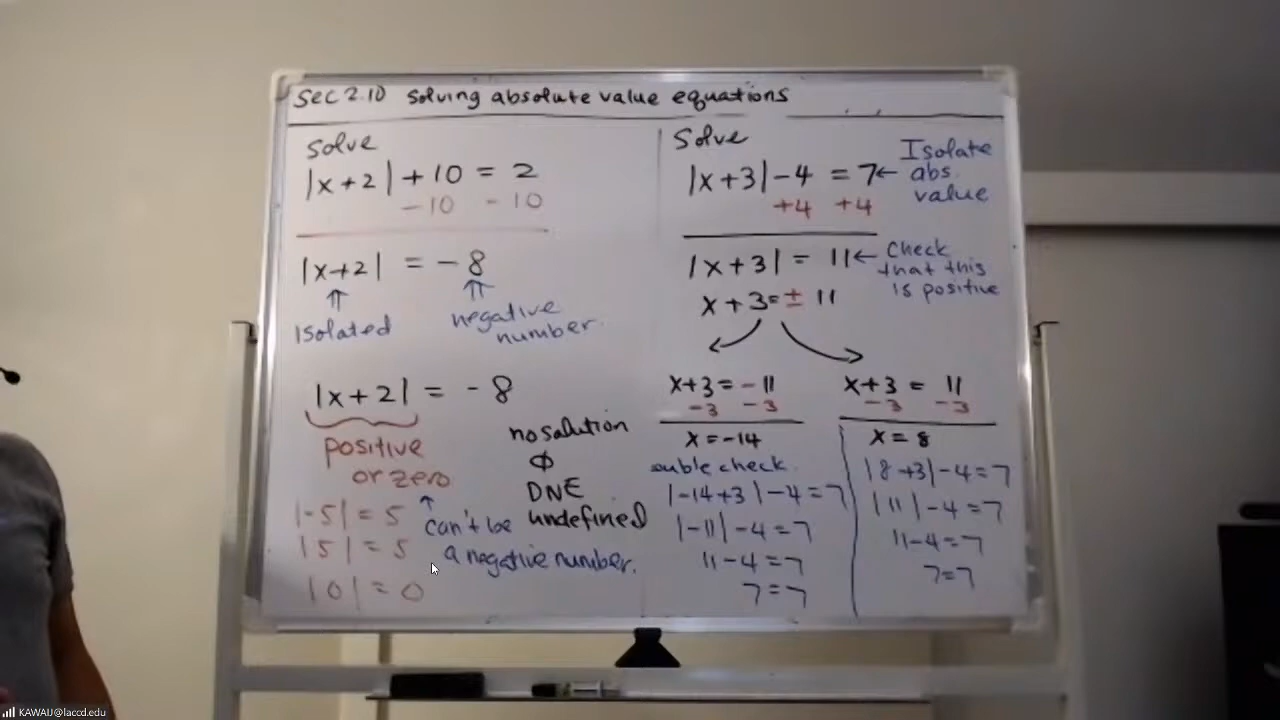 Sec 2.10 Solving absolute value equations
Solve
|x+2| + 10 = 2
-10 -10
|x+2| = -8
⇑ ⇑
Isolated
negative number
|x+2| = -8
positive or zero
|-5| = 5
|5| = 5
|0| = 0
↑
can't be
a negative number.
no solution
∅
DNE
undefined
Solve
|x+3| - 4 = 7 ← Isolate
abs.
value
+4 +4
|x+3| = 11 ← Check
that this
is positive
x+3 = ± 11
x+3 = -11
-3 -3
x = -14
ouble check
|-14+3| - 4 = 7
|-11| - 4 = 7
11 - 4 = 7
7 = 7
x+3 = 11
-3 -3
x = 8
|8+3| - 4 = 7
|11| - 4 = 7
11-4 = 7
7=7
KAWAIJ@laccd.edu